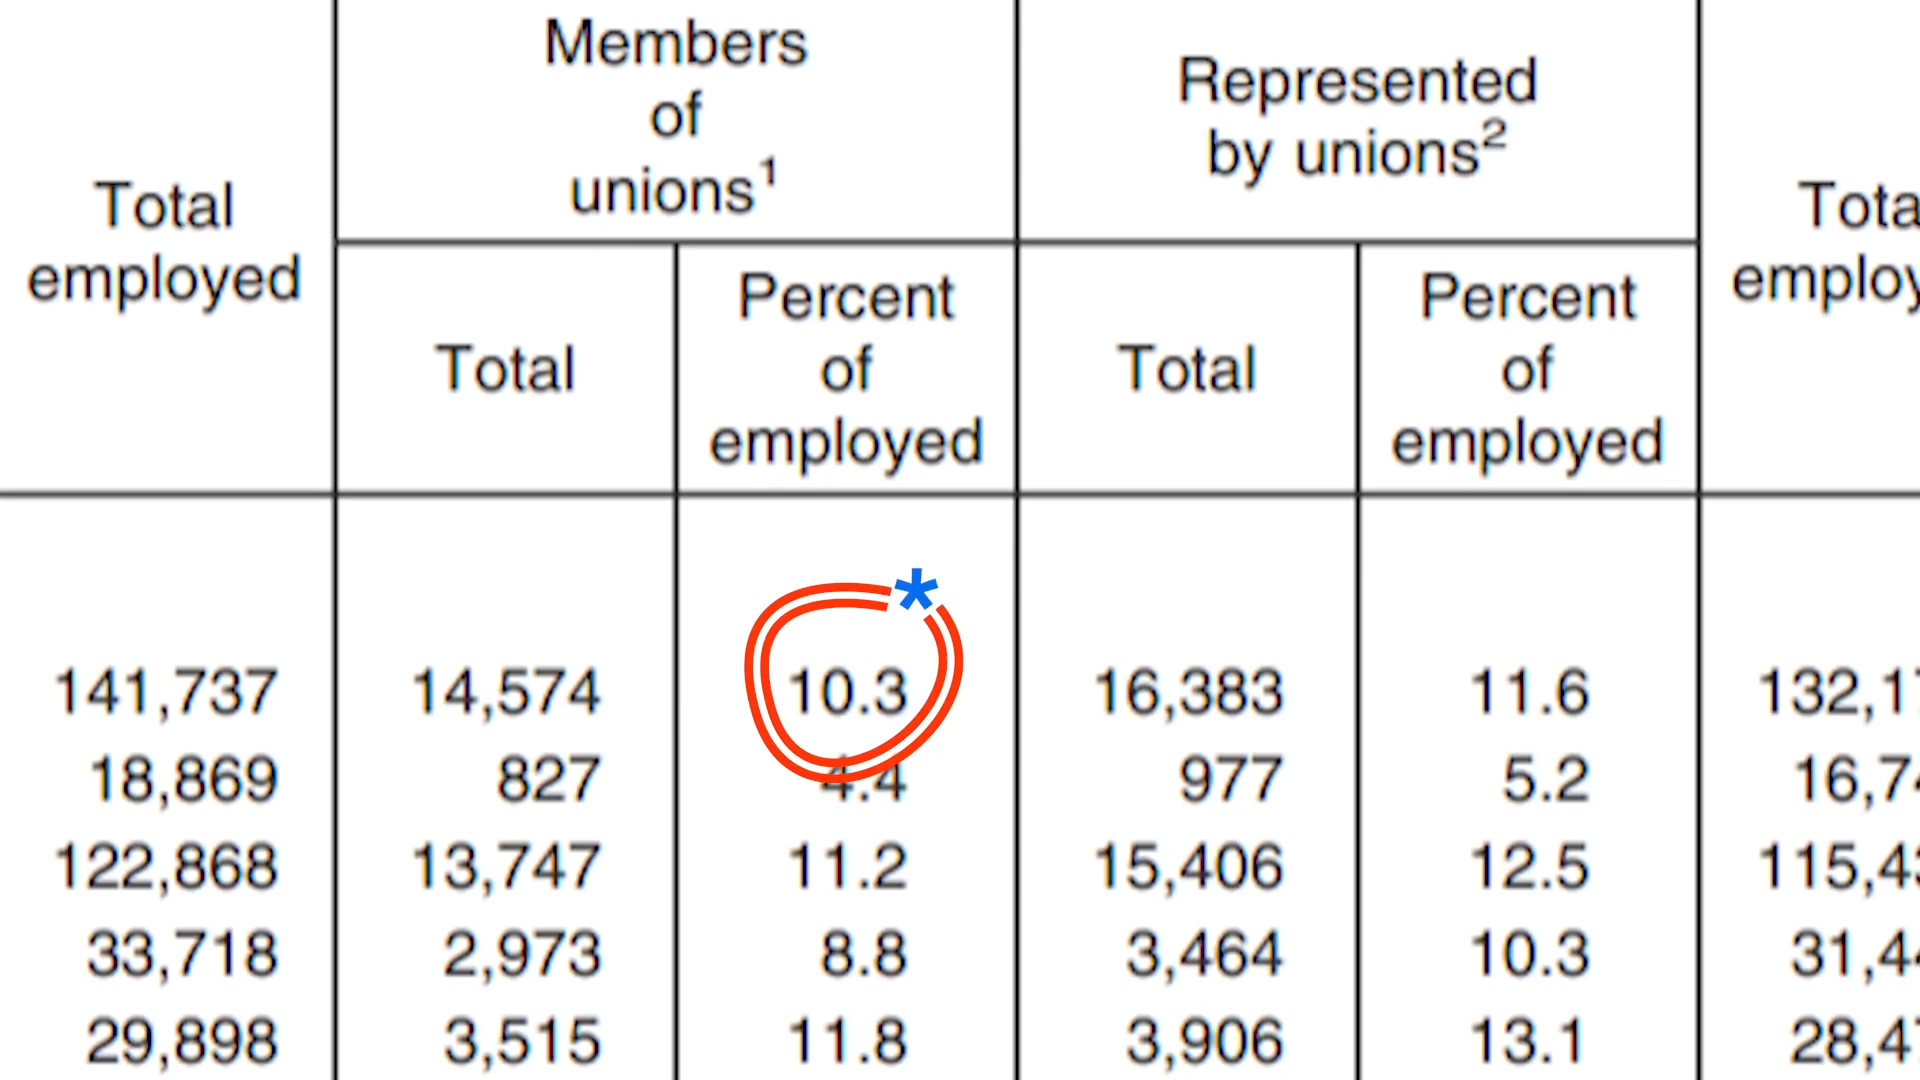 Members
of
unions¹
Represented
by unions²
Total
employed
Total
Percent
of
employed
Total
Percent
of
employed
*
141,737 14,574 10.3 16,383 11.6
18,869 827 4.4 977 5.2
122,868 13,747 11.2 15,406 12.5
33,718 2,973 8.8 3,464 10.3
29,898 3,515 11.8 3,906 13.1